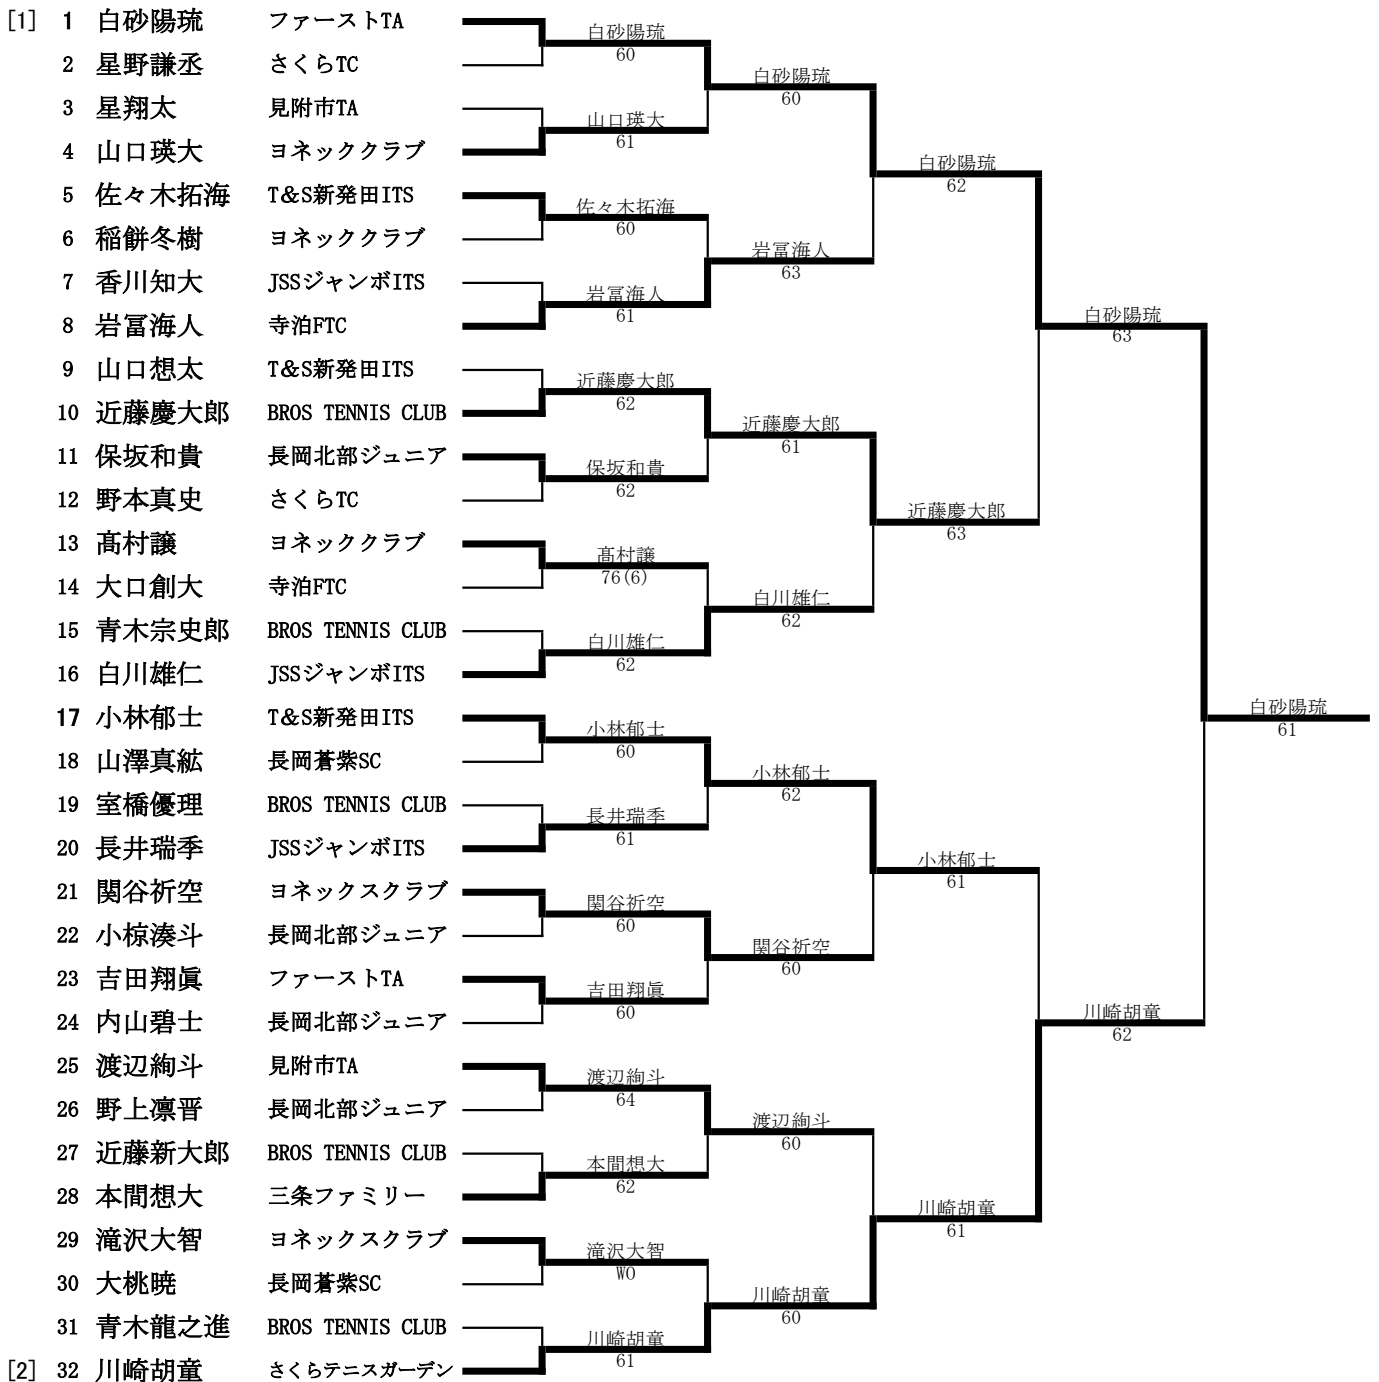 [1] 1 白砂陽琉 ファーストTA
2 星野謙丞 さくらTC
3 星翔太 見附市TA
4 山口瑛大 ヨネッククラブ
5 佐々木拓海 T&S新発田ITS
6 稲餅冬樹 ヨネッククラブ
7 香川知大 JSSジャンボITS
8 岩冨海人 寺泊FTC
9 山口想太 T&S新発田ITS
10 近藤慶大郎 BROS TENNIS CLUB
11 保坂和貴 長岡北部ジュニア
12 野本真史 さくらTC
13 髙村譲 ヨネッククラブ
14 大口創大 寺泊FTC
15 青木宗史郎 BROS TENNIS CLUB
16 白川雄仁 JSSジャンボITS
17 小林郁士 T&S新発田ITS
18 山澤真紘 長岡蒼紫SC
19 室橋優理 BROS TENNIS CLUB
20 長井瑞季 JSSジャンボITS
21 関谷祈空 ヨネックスクラブ
22 小椋湊斗 長岡北部ジュニア
23 吉田翔眞 ファーストTA
24 内山碧士 長岡北部ジュニア
25 渡辺絢斗 見附市TA
26 野上凛晋 長岡北部ジュニア
27 近藤新大郎 BROS TENNIS CLUB
28 本間想大 三条ファミリー
29 滝沢大智 ヨネックスクラブ
30 大桃暁 長岡蒼紫SC
31 青木龍之進 BROS TENNIS CLUB
[2] 32 川崎胡童 さくらテニスガーデン
白砂陽琉
60
山口瑛大
61
佐々木拓海
60
岩冨海人
61
近藤慶大郎
62
保坂和貴
62
髙村譲
76(6)
白川雄仁
62
小林郁士
60
長井瑞季
61
関谷祈空
60
吉田翔眞
60
渡辺絢斗
64
本間想大
62
滝沢大智
WO
川崎胡童
61
白砂陽琉
60
岩冨海人
63
近藤慶大郎
61
白川雄仁
62
小林郁士
62
関谷祈空
60
渡辺絢斗
60
川崎胡童
60
白砂陽琉
62
近藤慶大郎
63
小林郁士
61
川崎胡童
61
白砂陽琉
63
川崎胡童
62
白砂陽琉
61